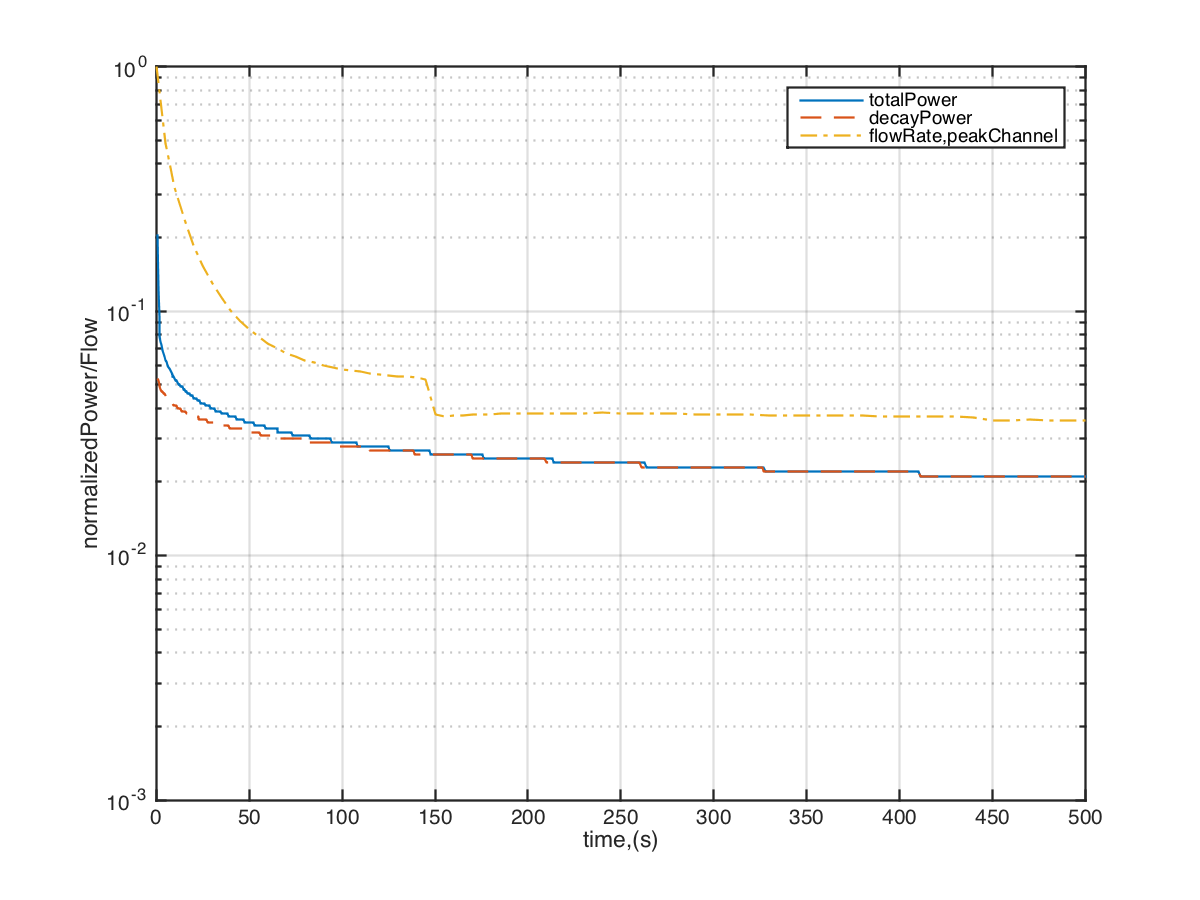 10^0
10^-1
10^-2
10^-3
normalizedPower/Flow
totalPower
decayPower
flowRate,peakChannel
0 50 100 150 200 250 300 350 400 450 500
time,(s)